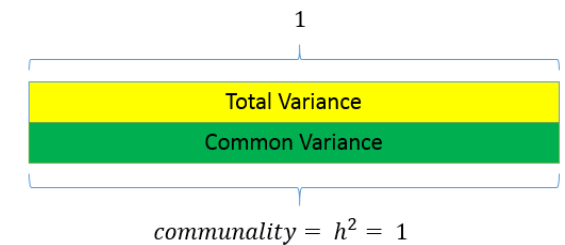 1
Total Variance
Common Variance
communality = h² = 1